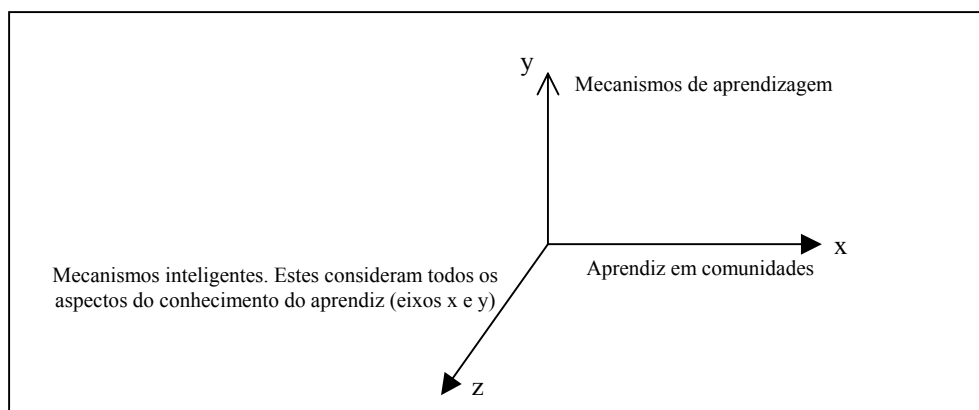 y
Mecanismos de aprendizagem
x
Aprendiz em comunidades
Mecanismos inteligentes. Estes consideram todos os
aspectos do conhecimento do aprendiz (eixos x e y)
z